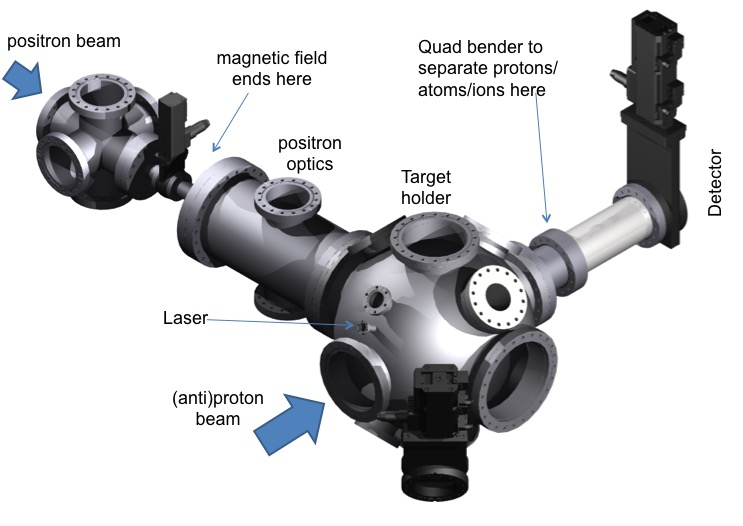 positron beam
magnetic field
ends here
positron
optics
Quad bender to
separate protons/
atoms/ions here
Target
holder
Detector
Laser
(anti)proton
beam